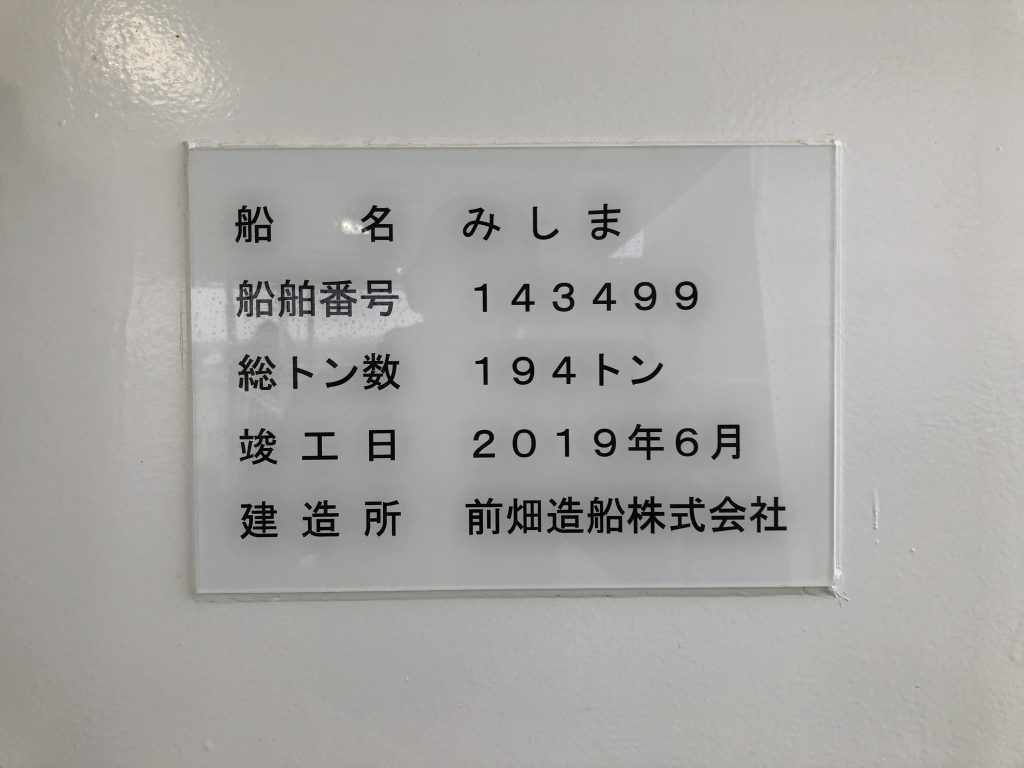 船名 みしま
船舶番号 143499
総トン数 194トン
竣工日 2019年6月
建造所 前畑造船株式会社